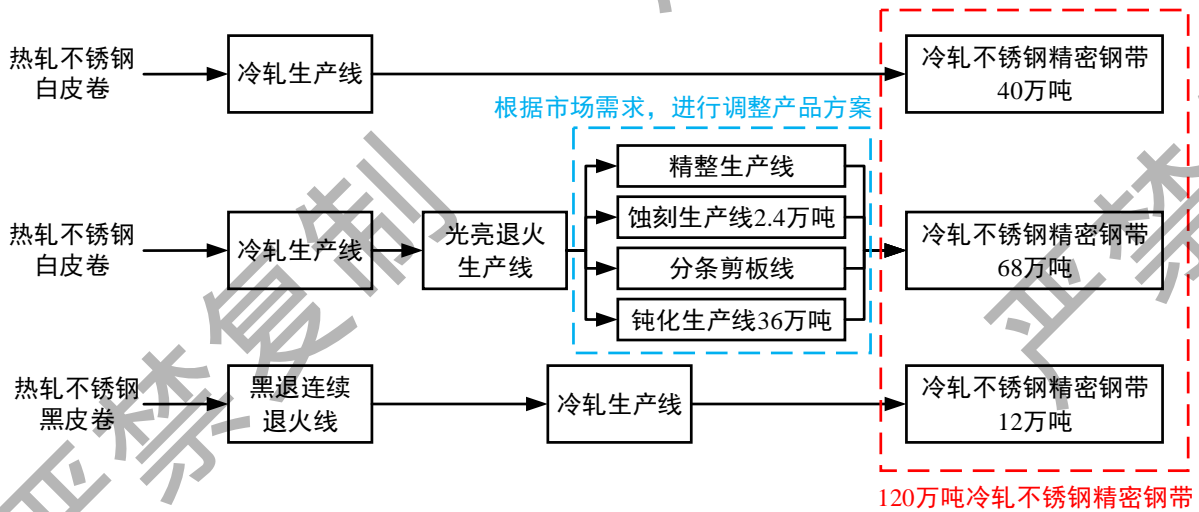 热轧不锈钢
白皮卷
冷轧生产线
冷轧不锈钢精密钢带
40万吨
根据市场需求，进行调整产品方案
热轧不锈钢
白皮卷
冷轧生产线
光亮退火
生产线
精整生产线
蚀刻生产线2.4万吨
分条剪板线
钝化生产线36万吨
冷轧不锈钢精密钢带
68万吨
热轧不锈钢
黑皮卷
黑退连续
退火线
冷轧生产线
冷轧不锈钢精密钢带
12万吨
120万吨冷轧不锈钢精密钢带
严禁复制
严禁